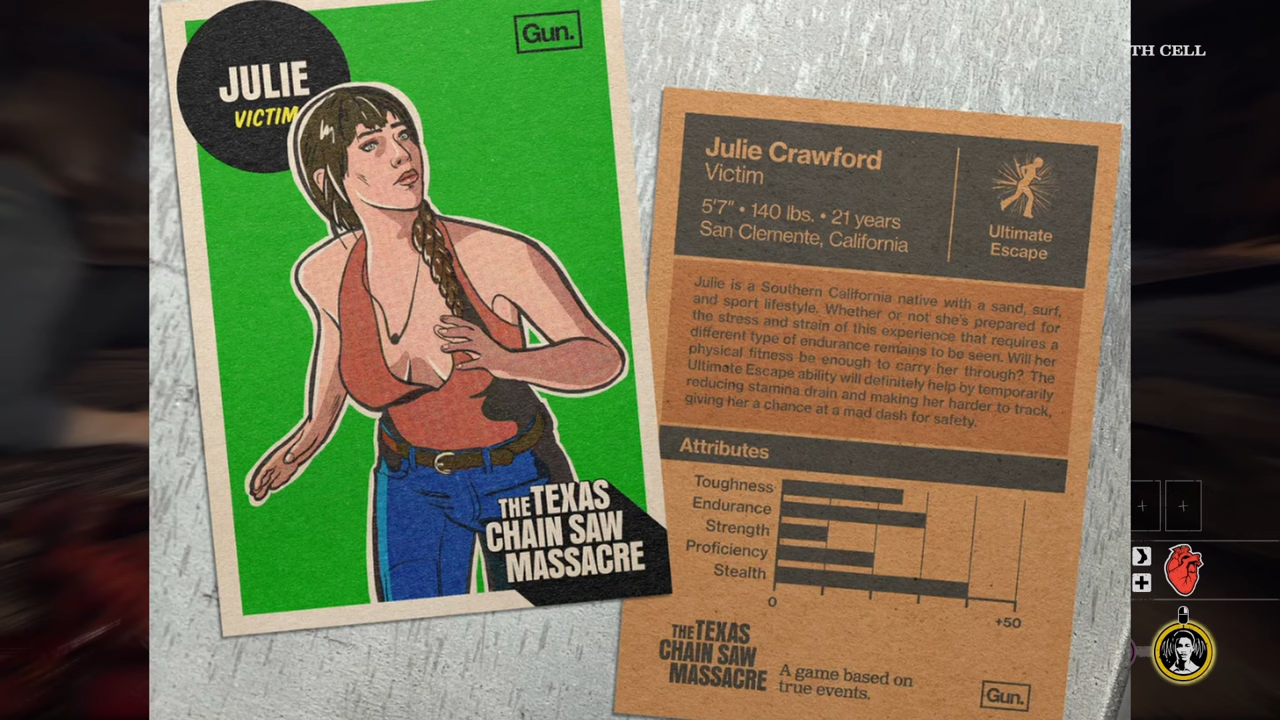 JULIE
VICTIM
Gun.
THE TEXAS
CHAIN SAW
MASSACRE
Julie Crawford
Victim
5'7" • 140 lbs. • 21 years
San Clemente, California
Ultimate
Escape
Julie is a Southern California native with a sand, surf,
and sport lifestyle. Whether or not she's prepared for
the stress and strain of this experience that requires a
different type of endurance remains to be seen. Will her
physical fitness be enough to carry her through? The
Ultimate Escape ability will definitely help by temporarily
reducing stamina drain and making her harder to track,
giving her a chance at a mad dash for safety.
Attributes
Toughness
Endurance
Strength
Proficiency
Stealth
0
+50
THE TEXAS
CHAIN SAW
MASSACRE
A game based on
true events.
Gun.
TH CELL